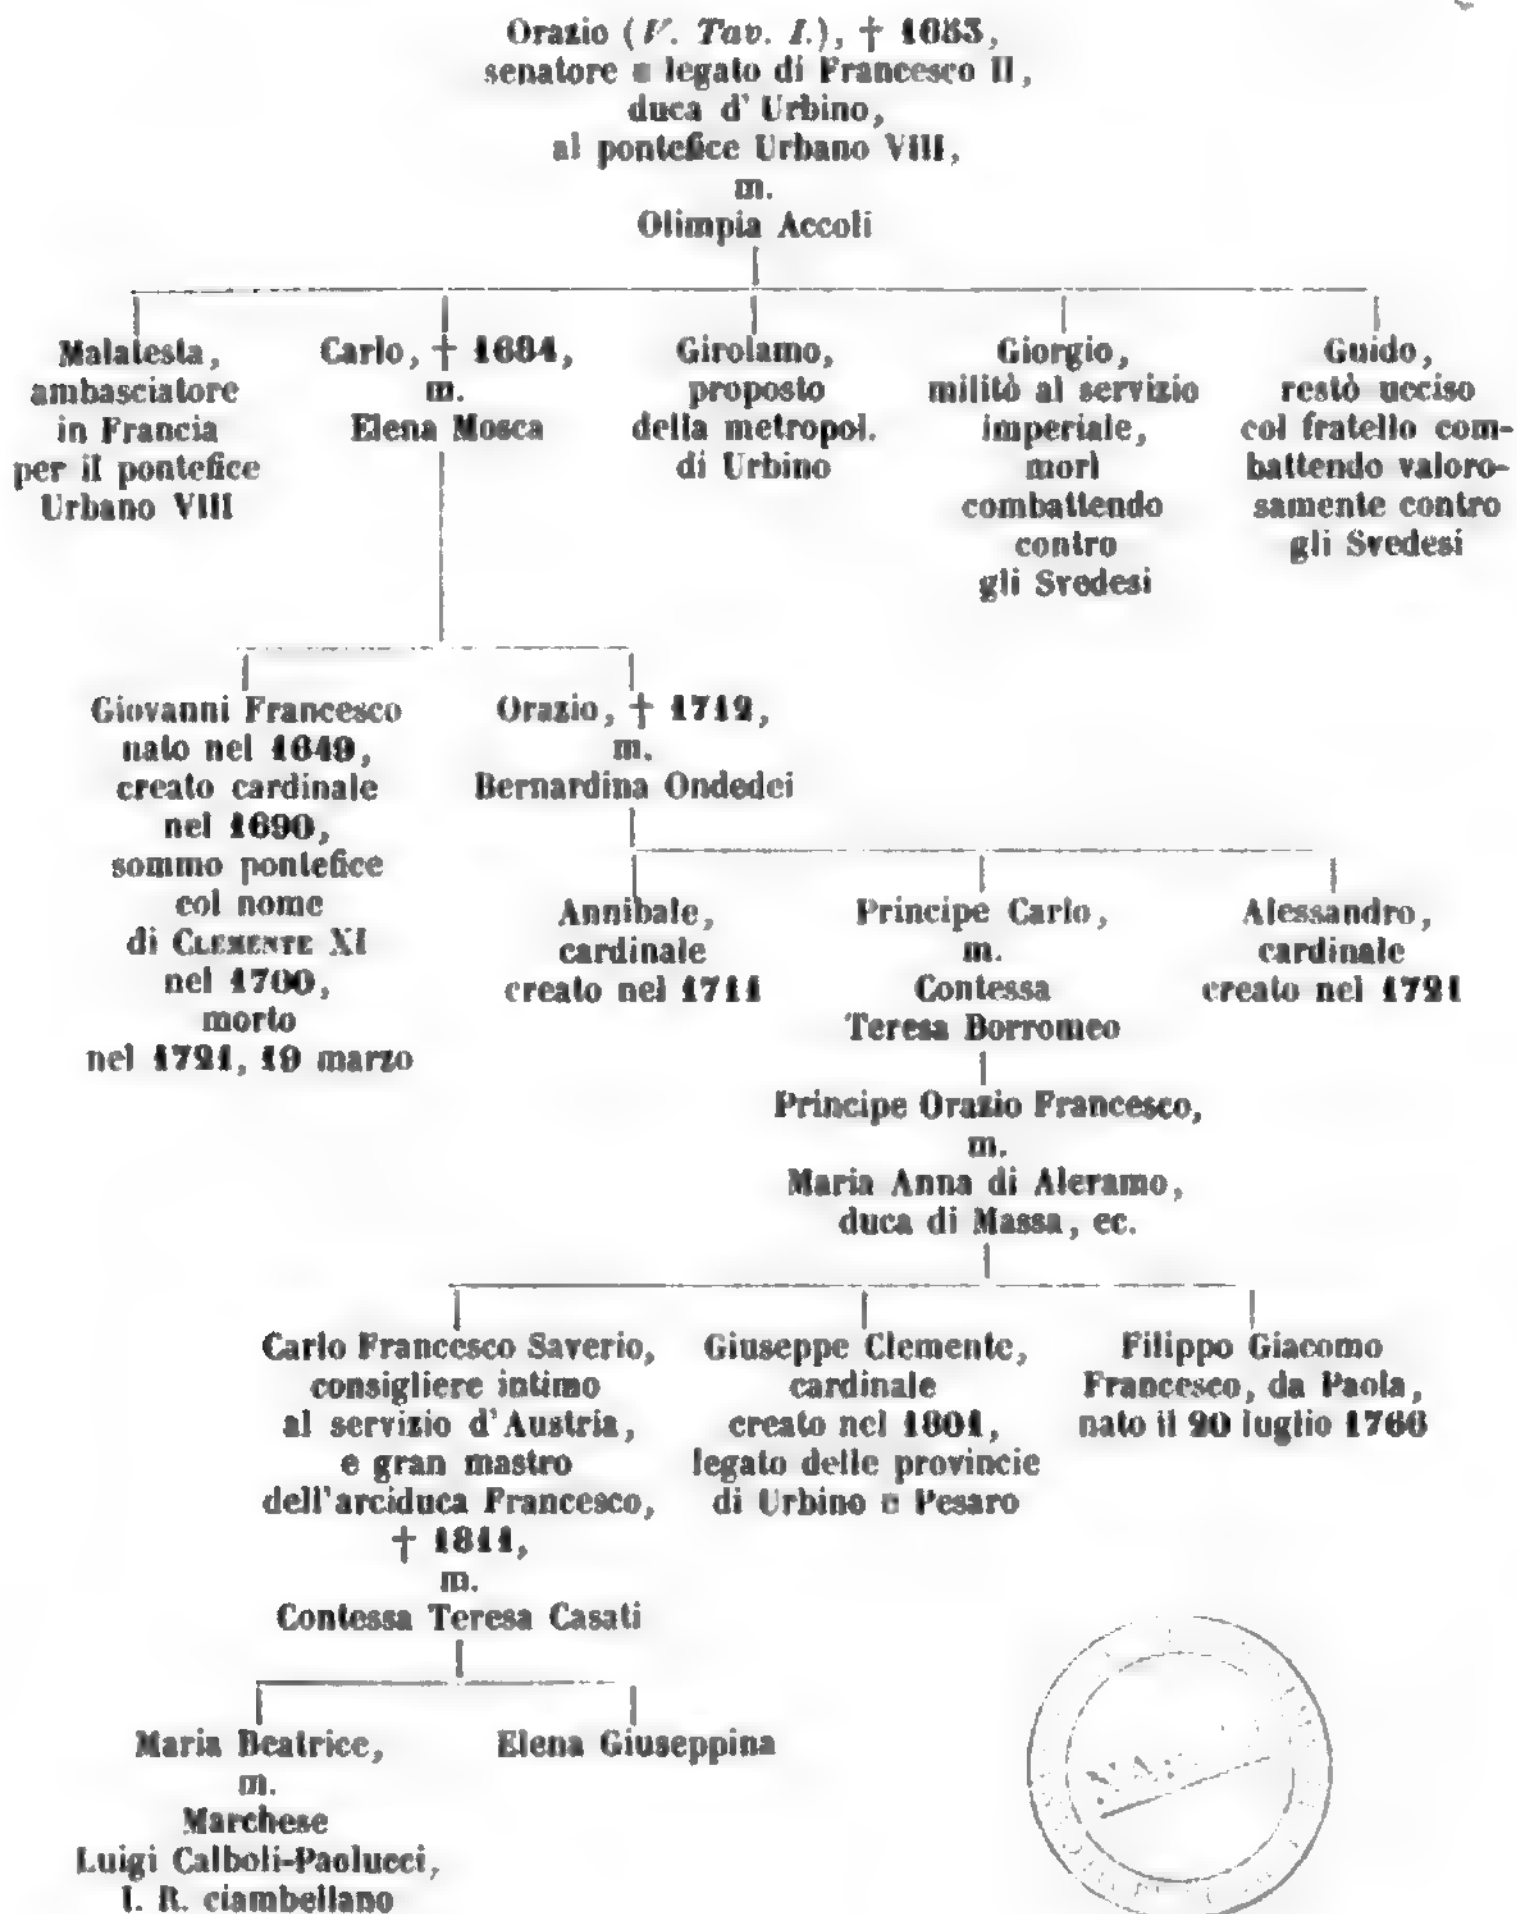 Orazio (V. Tav. I.), † 1653,
senatore e legato di Francesco II,
duca d' Urbino,
al pontefice Urbano VIII,
m.
Olimpia Accoli
Malatesta,
ambasciatore
in Francia
per il pontefice
Urbano VIII
Carlo, † 1684,
m.
Elena Mosca
Girolamo,
proposto
della metropol.
di Urbino
Giorgio,
militò al servizio
imperiale,
morì
combattendo
contro
gli Svedesi
Guido,
restò ucciso
col fratello com-
battendo valoro-
samente contro
gli Svedesi
Giovanni Francesco
nato nel 1649,
creato cardinale
nel 1690,
sommo pontefice
col nome
di CLEMENTE XI
nel 1700,
morto
nel 1721, 19 marzo
Orazio, † 1712,
m.
Bernardina Ondedei
Annibale,
cardinale
creato nel 1711
Principe Carlo,
m.
Contessa
Teresa Borromeo
Alessandro,
cardinale
creato nel 1721
Principe Orazio Francesco,
m.
Maria Anna di Aleramo,
duca di Massa, ec.
Carlo Francesco Saverio,
consigliere intimo
al servizio d'Austria,
e gran mastro
dell'arciduca Francesco,
† 1811,
m.
Contessa Teresa Casati
Giuseppe Clemente,
cardinale
creato nel 1801,
legato delle provincie
di Urbino e Pesaro
Filippo Giacomo
Francesco, da Paola,
nato il 20 luglio 1760
Maria Beatrice,
m.
Marchese
Luigi Calboli-Paolucci,
I. R. ciambellano
Elena Giuseppina